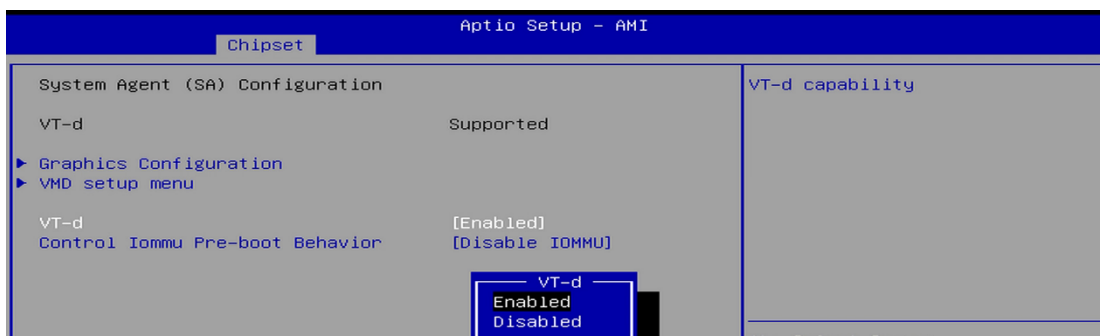 Aptio Setup - AMI
Chipset
System Agent (SA) Configuration
VT-d capability
VT-d Supported
Graphics Configuration
VMD setup menu
VT-d [Enabled]
Control Iommu Pre-boot Behavior [Disable IOMMU]
VT-d
Enabled
Disabled